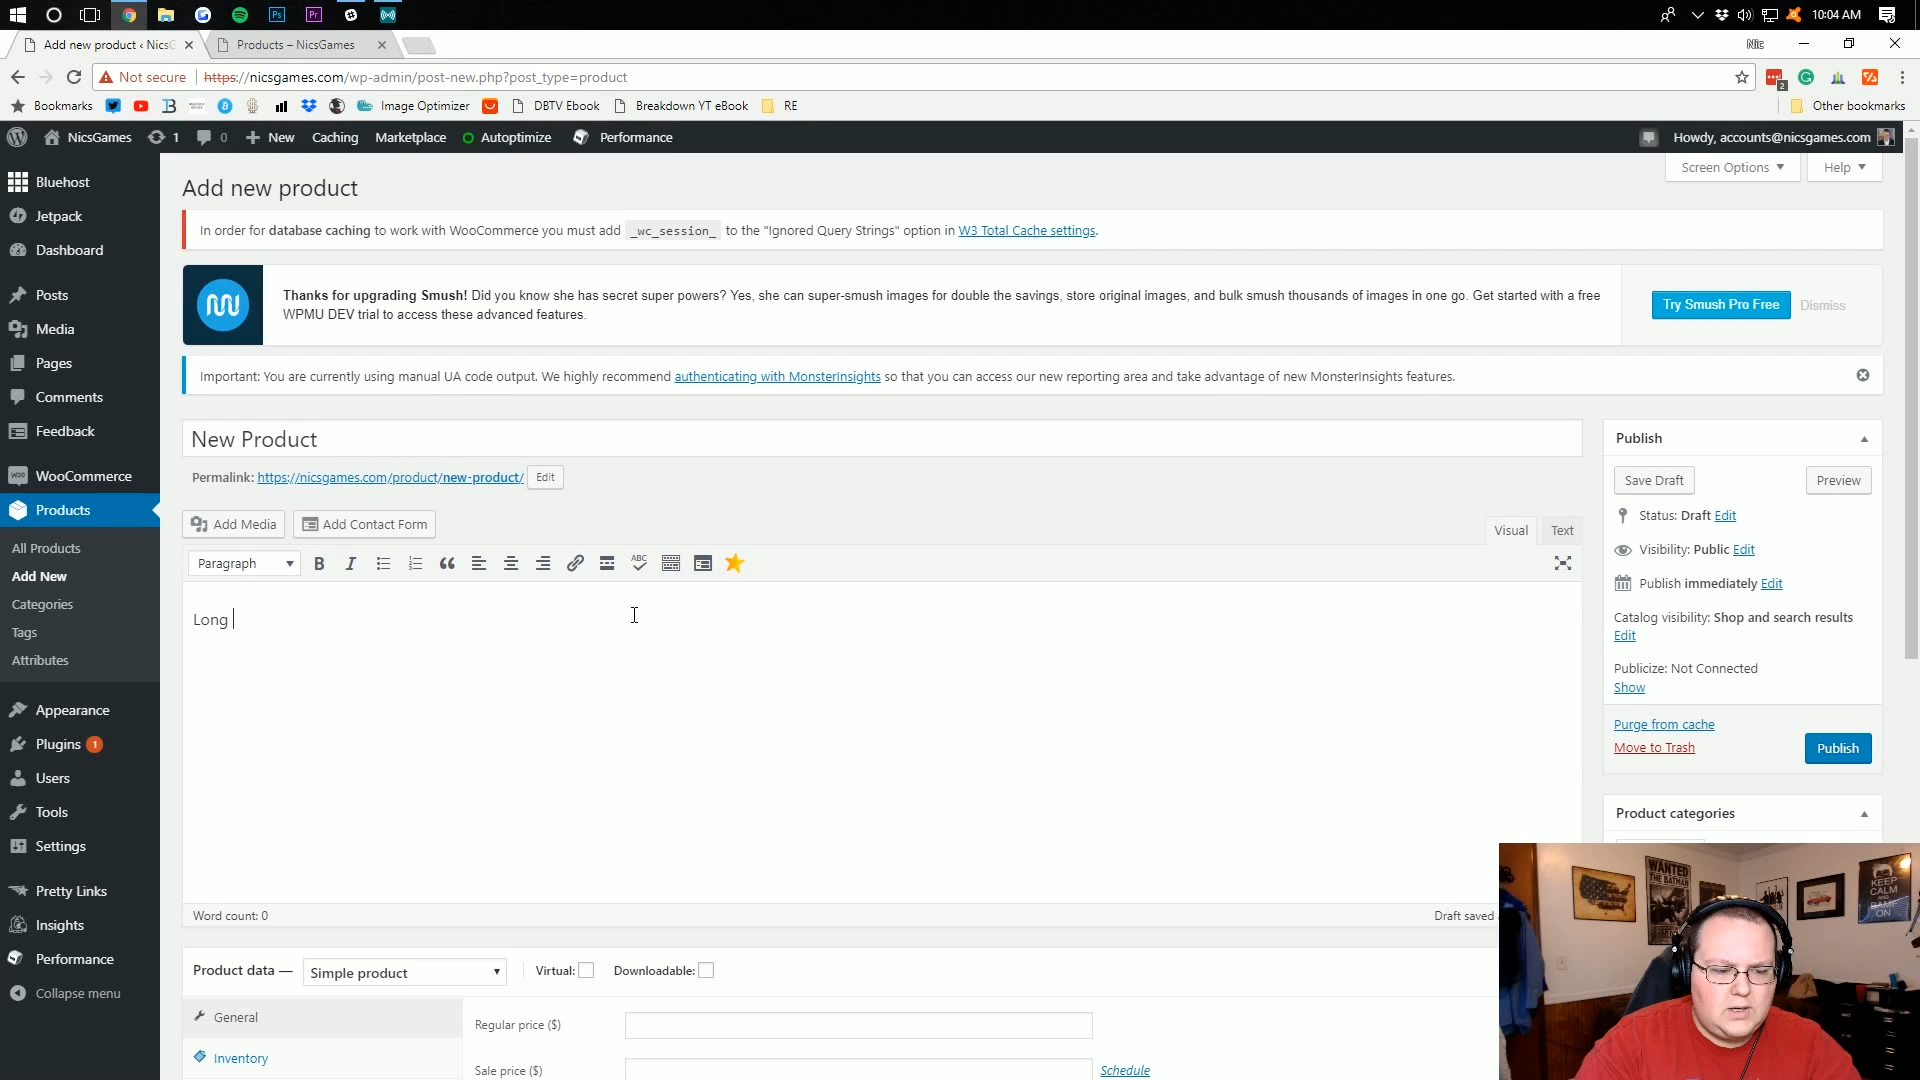 10:04 AM
Add new product ‹ NicsG
Products – NicsGames
Nic
Not secure
https://nicsgames.com/wp-admin/post-new.php?post_type=product
2
Bookmarks
Image Optimizer
DBTV Ebook
Breakdown YT eBook
RE
Other bookmarks
NicsGames
1
0
New
Caching
Marketplace
Autoptimize
Performance
Howdy, accounts@nicsgames.com
Screen Options
Help
Bluehost
Jetpack
Dashboard
Posts
Media
Pages
Comments
Feedback
WooCommerce
Products
All Products
Add New
Categories
Tags
Attributes
Appearance
Plugins 1
Users
Tools
Settings
Pretty Links
Insights
Performance
Collapse menu
Add new product
In order for database caching to work with WooCommerce you must add _wc_session_ to the "Ignored Query Strings" option in W3 Total Cache settings.
Thanks for upgrading Smush! Did you know she has secret super powers? Yes, she can super-smush images for double the savings, store original images, and bulk smush thousands of images in one go. Get started with a free
WPMU DEV trial to access these advanced features.
Try Smush Pro Free
Dismiss
Important: You are currently using manual UA code output. We highly recommend authenticating with MonsterInsights so that you can access our new reporting area and take advantage of new MonsterInsights features.
New Product
Permalink: https://nicsgames.com/product/new-product/ Edit
Add Media
Add Contact Form
Visual
Text
Paragraph
B
I
ABC
Long
Word count: 0
Draft saved
Product data —
Simple product
Virtual:
Downloadable:
General
Inventory
Regular price ($)
Sale price ($)
Schedule
Publish
Save Draft
Preview
Status: Draft Edit
Visibility: Public Edit
Publish immediately Edit
Catalog visibility: Shop and search results
Edit
Publicize: Not Connected
Show
Purge from cache
Move to Trash
Publish
Product categories
WANTED
THE BATMAN
KEEP
CALM
AND
ON